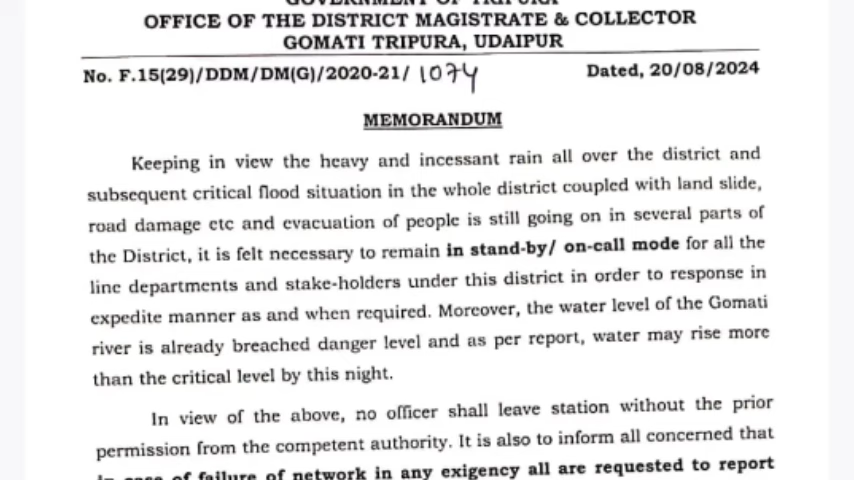 GOVERNMENT OF TRIPURA
OFFICE OF THE DISTRICT MAGISTRATE & COLLECTOR
GOMATI TRIPURA, UDAIPUR
No. F.15(29)/DDM/DM(G)/2020-21/ 1074 Dated, 20/08/2024
MEMORANDUM
Keeping in view the heavy and incessant rain all over the district and
subsequent critical flood situation in the whole district coupled with land slide,
road damage etc and evacuation of people is still going on in several parts of
the District, it is felt necessary to remain in stand-by/ on-call mode for all the
line departments and stake-holders under this district in order to response in
expedite manner as and when required. Moreover, the water level of the Gomati
river is already breached danger level and as per report, water may rise more
than the critical level by this night.
In view of the above, no officer shall leave station without the prior
permission from the competent authority. It is also to inform all concerned that
in case of failure of network in any exigency all are requested to report